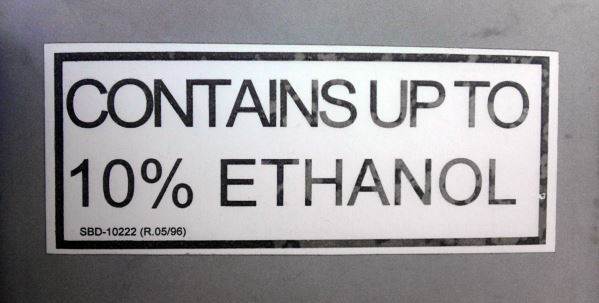 CONTAINS UP TO
10% ETHANOL
SBD-10222 (R.05/96)